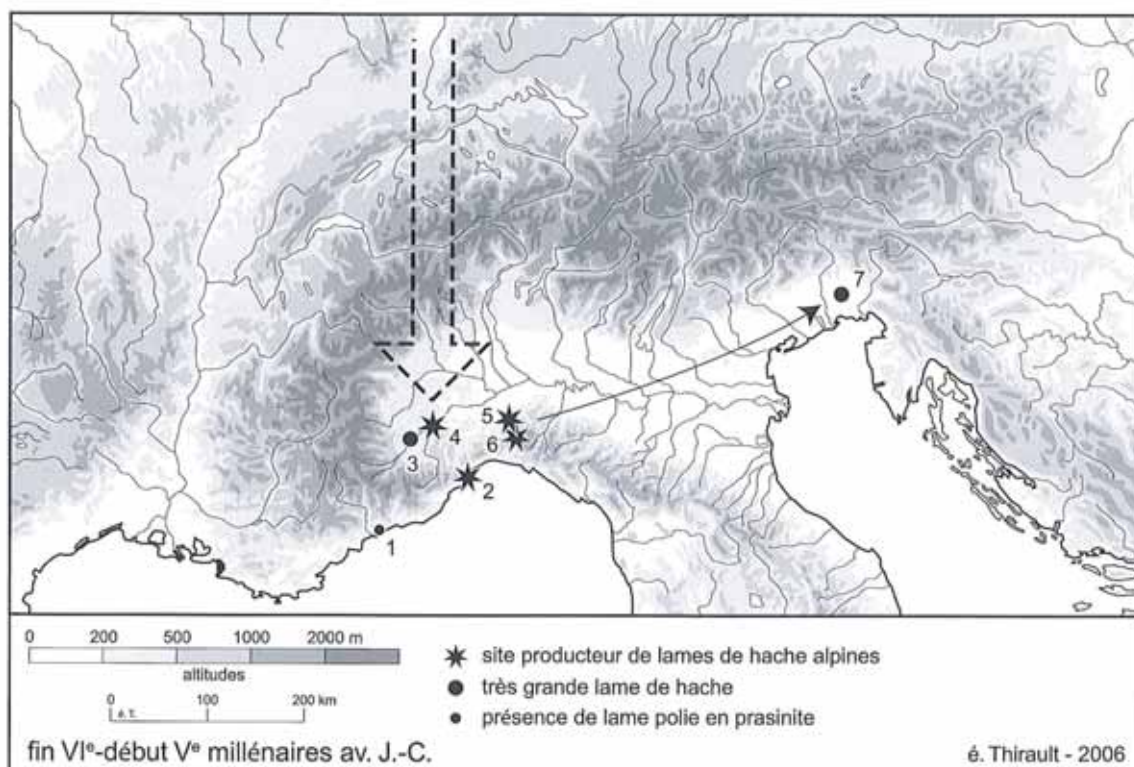 7
5
4
6
3
2
1
0 200 500 1000 2000 m
altitudes
0 100 200 km
é. T.
site producteur de lames de hache alpines
très grande lame de hache
présence de lame polie en prasinite
fin VIe-début Ve millénaires av. J.-C.
é. Thirault - 2006